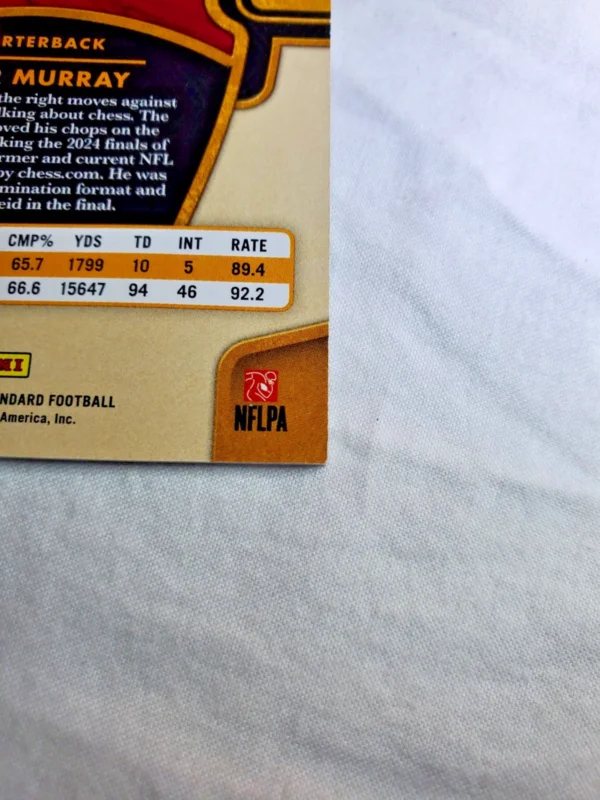 RTERBACK
R MURRAY
the right moves against
lking about chess. The
oved his chops on the
king the 2024 finals of
rmer and current NFL
by chess.com. He was
mination format and
eid in the final.
CMP% YDS TD INT RATE
65.7 1799 10 5 89.4
66.6 15647 94 46 92.2
NI
NDARD FOOTBALL
America, Inc.
NFLPA